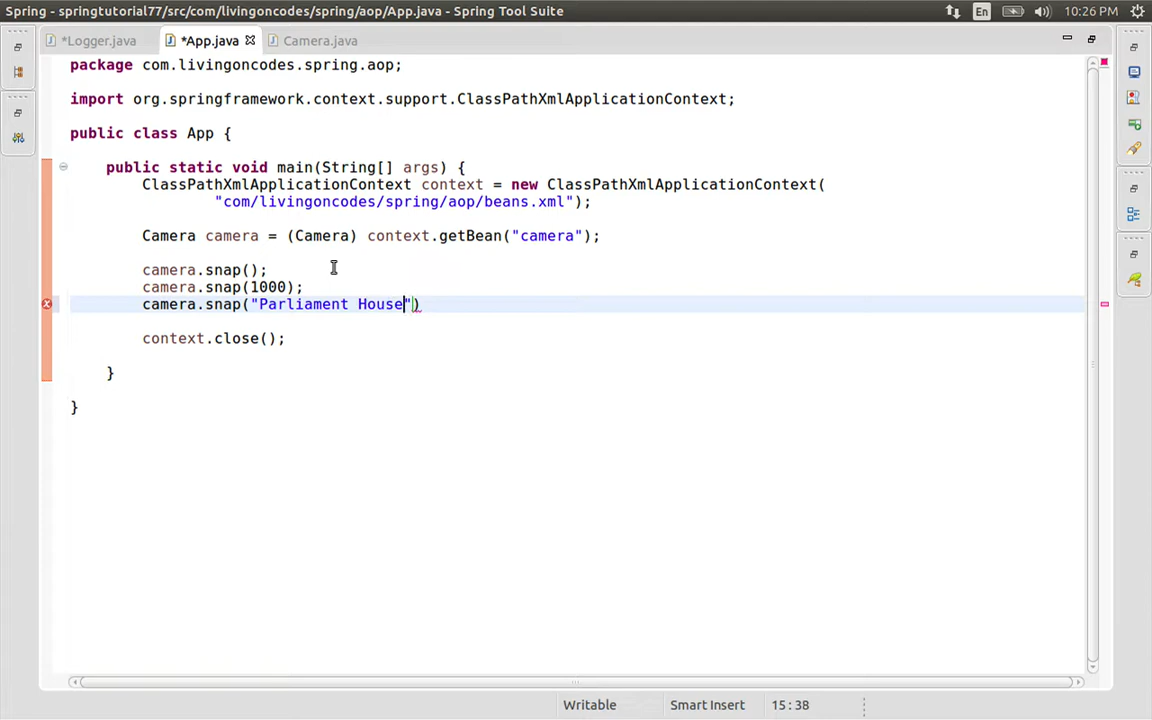 Spring - springtutorial77/src/com/livingoncodes/spring/aop/App.java - Spring Tool Suite
En
10:26 PM
*Logger.java
*App.java
Camera.java
package com.livingoncodes.spring.aop;
import org.springframework.context.support.ClassPathXmlApplicationContext;
public class App {
public static void main(String[] args) {
ClassPathXmlApplicationContext context = new ClassPathXmlApplicationContext(
"com/livingoncodes/spring/aop/beans.xml");
Camera camera = (Camera) context.getBean("camera");
camera.snap();
camera.snap(1000);
camera.snap("Parliament House")
context.close();
}
}
Writable
Smart Insert
15 : 38